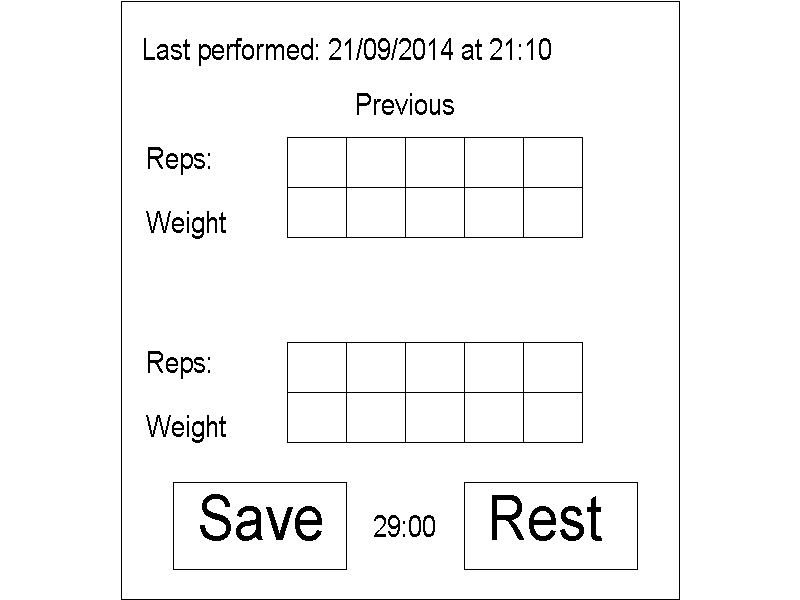 Last performed: 21/09/2014 at 21:10
Previous
Reps:
Weight
Reps:
Weight
Save 29:00 Rest